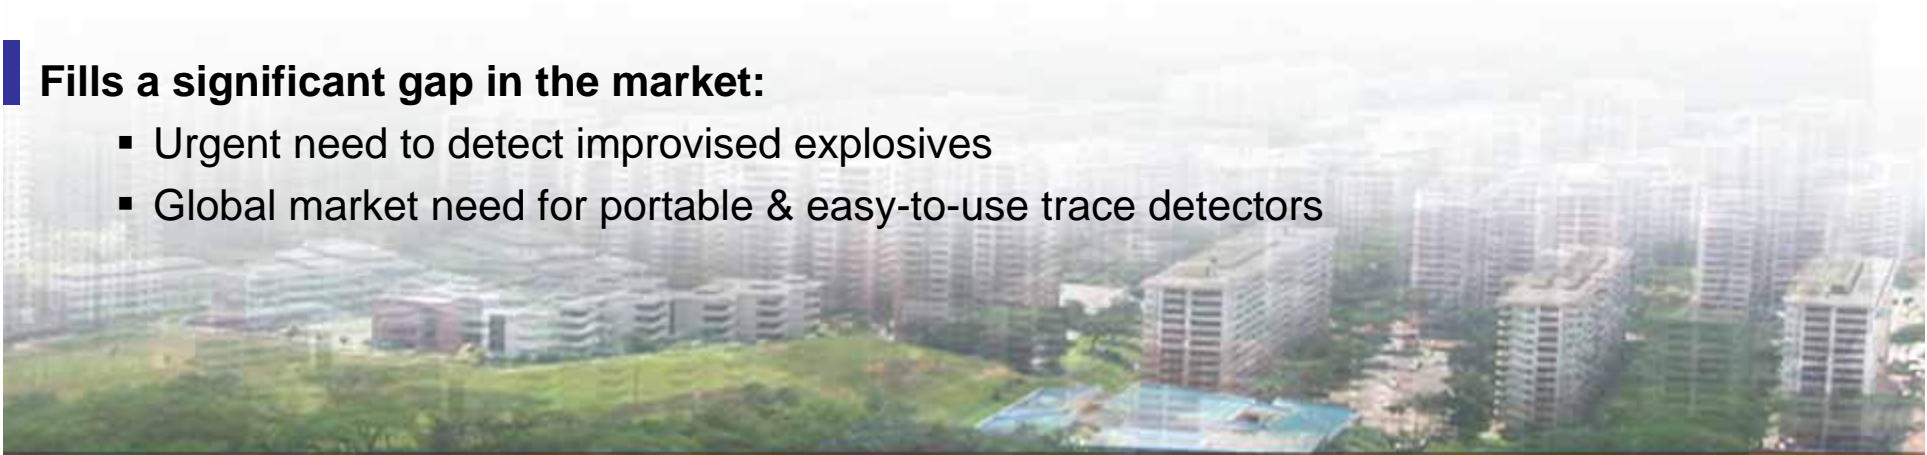 Fills a significant gap in the market:
▪ Urgent need to detect improvised explosives
▪ Global market need for portable & easy-to-use trace detectors